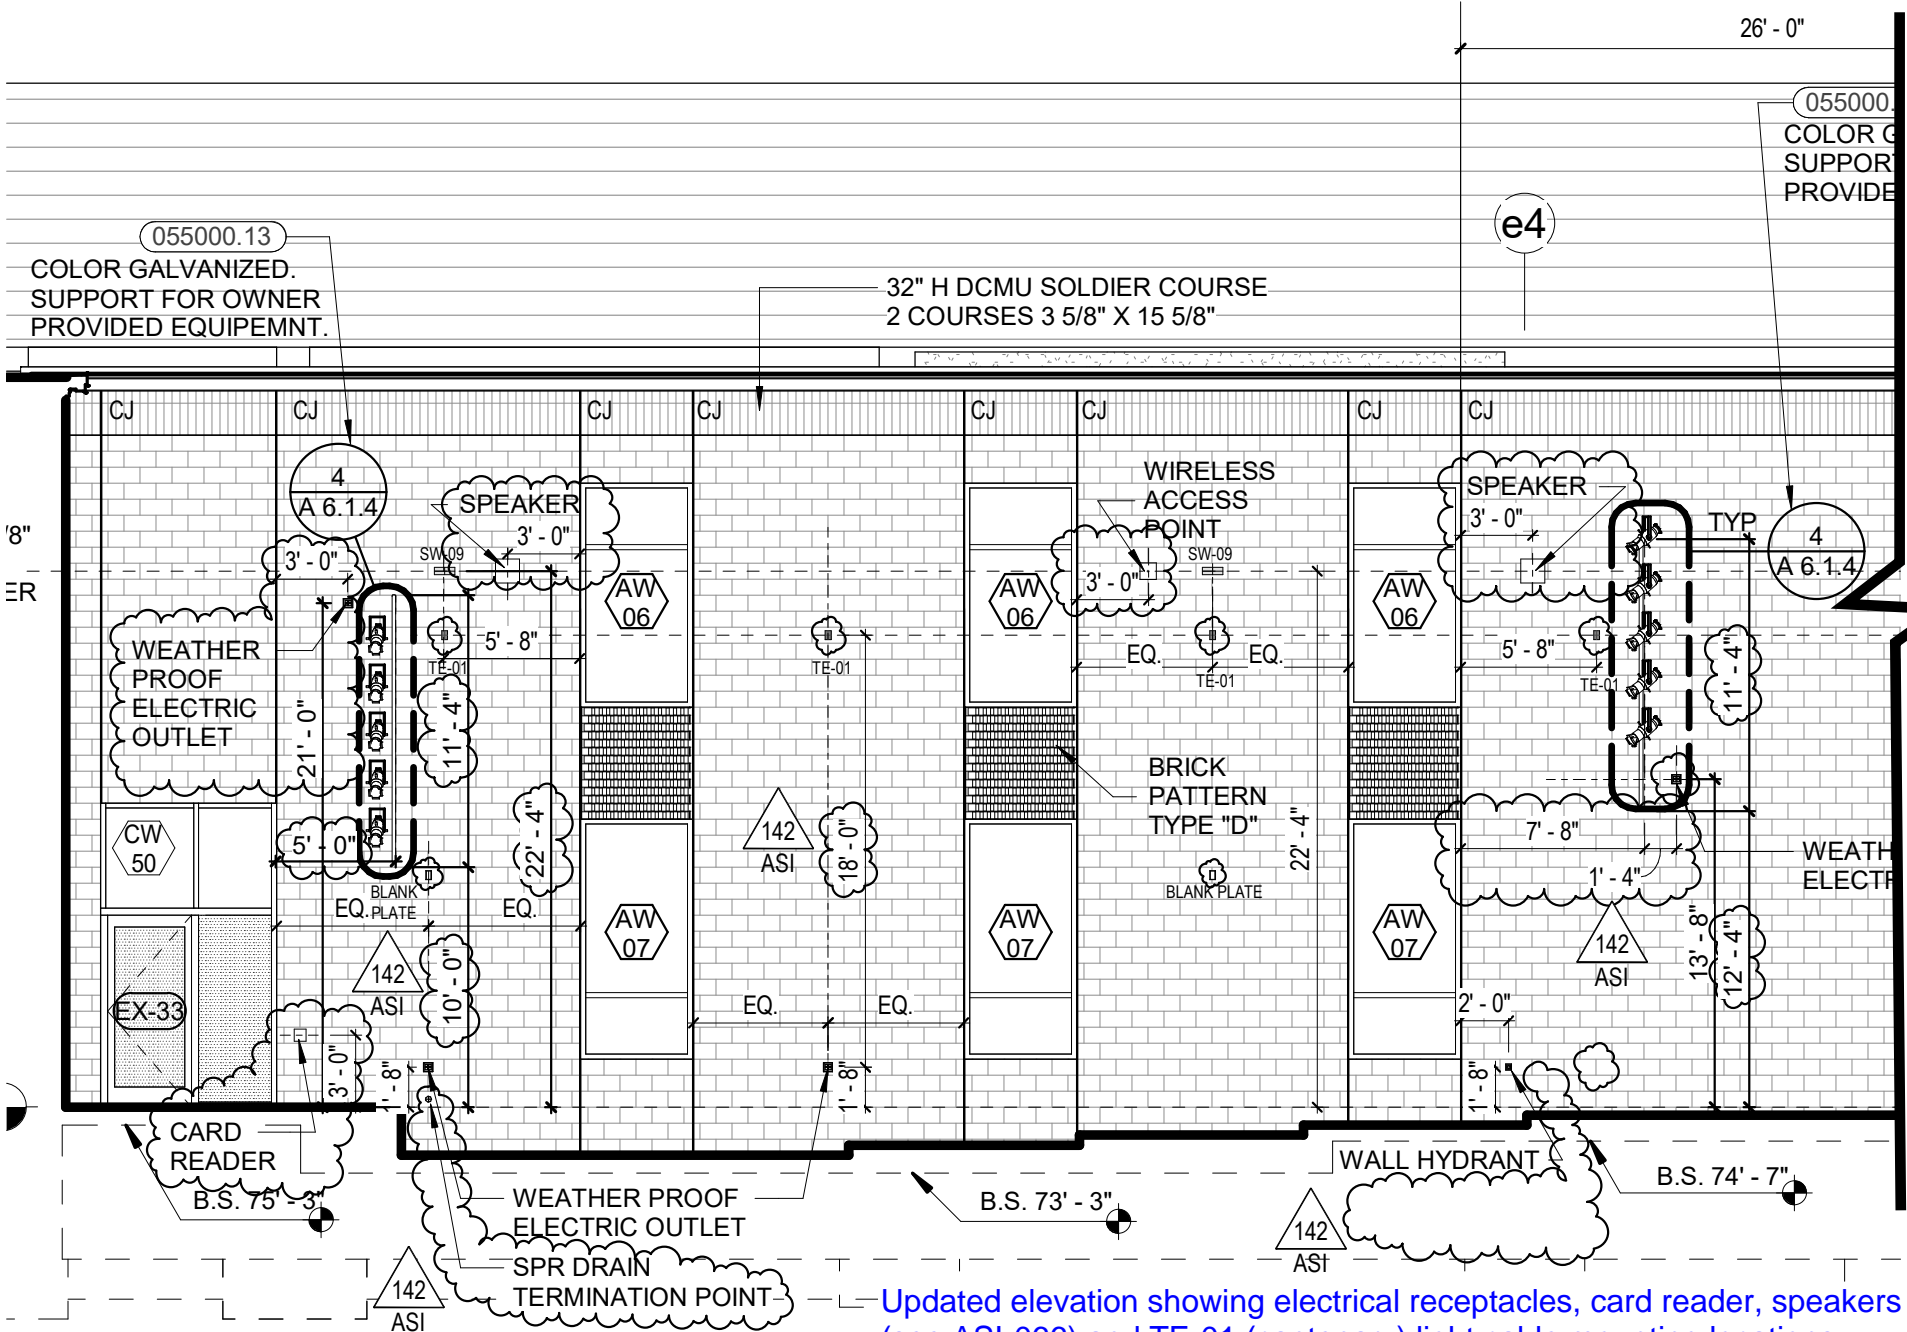 26' - 0"
055000.
COLOR G
SUPPORT
PROVIDE
e4
055000.13
COLOR GALVANIZED.
SUPPORT FOR OWNER
PROVIDED EQUIPEMNT.
32" H DCMU SOLDIER COURSE
2 COURSES 3 5/8" X 15 5/8"
CJ
CJ
CJ
CJ
CJ
CJ
CJ
CJ
4
A 6.1.4
SPEAKER
3' - 0"
SW-09
WIRELESS
ACCESS
POINT
SW-09
3' - 0"
SPEAKER
3' - 0"
TYP
4
A 6.1.4
/8"
ER
3' - 0"
AW
06
AW
06
AW
06
WEATHER
PROOF
ELECTRIC
OUTLET
5' - 8"
TE-01
TE-01
EQ.
EQ.
TE-01
5' - 8"
TE-01
21' - 0"
11' - 4"
11' - 4"
BRICK
PATTERN
TYPE "D"
CW
50
5' - 0"
22' - 4"
142
ASI
18' - 0"
22' - 4"
7' - 8"
1' - 4"
WEATH
ELECTR
BLANK
PLATE
BLANK PLATE
EQ.
EQ.
AW
07
AW
07
AW
07
142
ASI
10' - 0"
142
ASI
13' - 8"
12' - 4"
EX-33
EQ.
EQ.
2' - 0"
3' - 0"
1' - 8"
1' - 8"
1' - 8"
CARD
READER
WALL HYDRANT
B.S. 75' - 3"
WEATHER PROOF
ELECTRIC OUTLET
B.S. 73' - 3"
B.S. 74' - 7"
142
ASI
SPR DRAIN
TERMINATION POINT
142
ASI
Updated elevation showing electrical receptacles, card reader, speakers